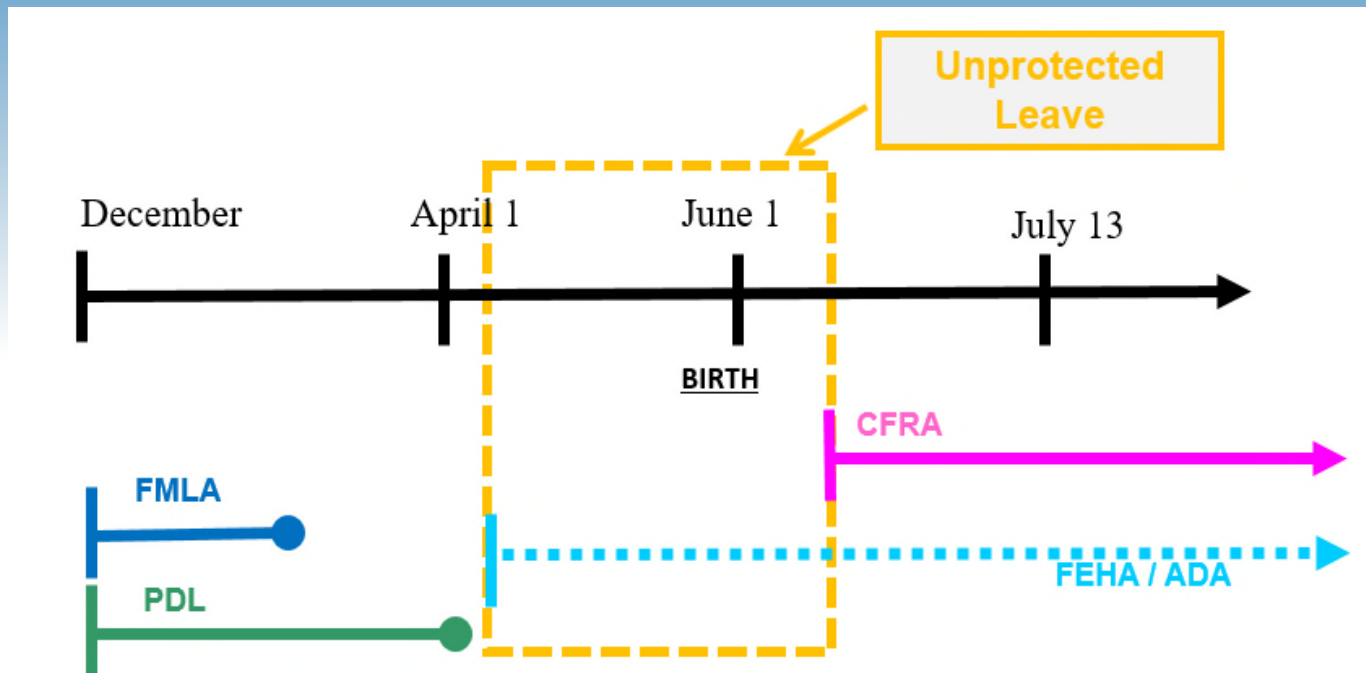 Unprotected
Leave
December
April 1
June 1
July 13
BIRTH
CFRA
FMLA
FEHA / ADA
PDL